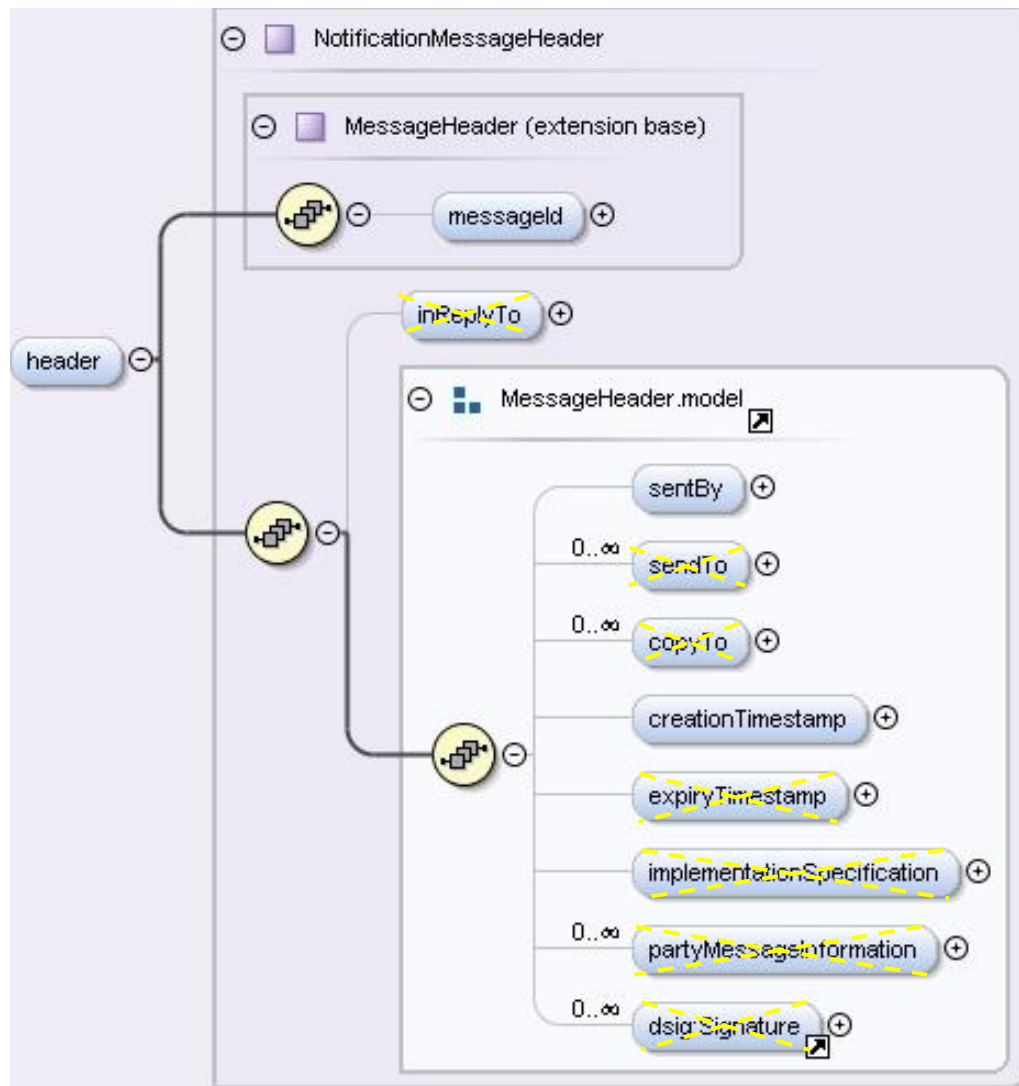 NotificationMessageHeader
MessageHeader (extension base)
messageId
inReplyTo
header
MessageHeader.model
sentBy
0..∞
sendTo
0..∞
copyTo
creationTimestamp
expiryTimestamp
implementationSpecification
0..∞
partyMessageInformation
0..∞
dsig:Signature